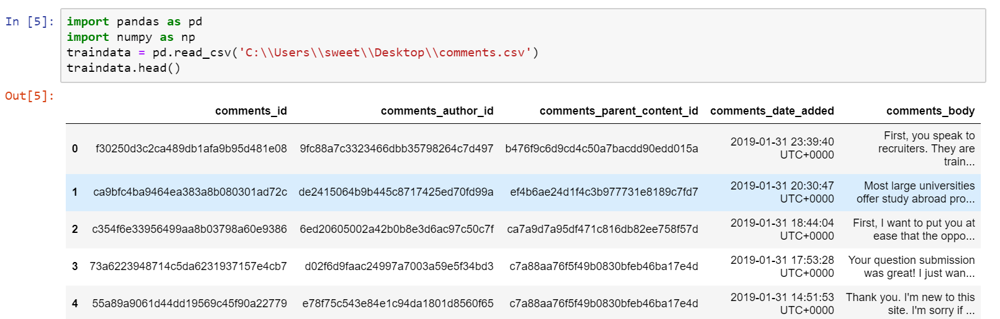 In [5]:
import pandas as pd
import numpy as np
traindata = pd.read_csv('C:\\Users\\sweet\\Desktop\\comments.csv')
traindata.head()
Out[5]:
comments_id comments_author_id comments_parent_content_id comments_date_added comments_body
0 f30250d3c2ca489db1afa9b95d481e08 9fc88a7c3323466dbb35798264c7d497 b476f9c6d9cd4c50a7bacdd90edd015a 2019-01-31 23:39:40 UTC+0000 First, you speak to recruiters. They are train...
1 ca9bfc4ba9464ea383a8b080301ad72c de2415064b9b445c8717425ed70fd99a ef4b6ae24d1f4c3b977731e8189c7fd7 2019-01-31 20:30:47 UTC+0000 Most large universities offer study abroad pro...
2 c354f6e33956499aa8b03798a60e9386 6ed20605002a42b0b8e3d6ac97c50c7f ca7a9d7a95df471c816db82ee758f57d 2019-01-31 18:44:04 UTC+0000 First, I want to put you at ease that the oppo...
3 73a6223948714c5da6231937157e4cb7 d02f6d9faac24997a7003a59e5f34bd3 c7a88aa76f5f49b0830bfeb46ba17e4d 2019-01-31 17:53:28 UTC+0000 Your question submission was great! I just wan...
4 55a89a9061d44dd19569c45f90a22779 e78f75c543e84e1c94da1801d8560f65 c7a88aa76f5f49b0830bfeb46ba17e4d 2019-01-31 14:51:53 UTC+0000 Thank you. I'm new to this site. I'm sorry if ...